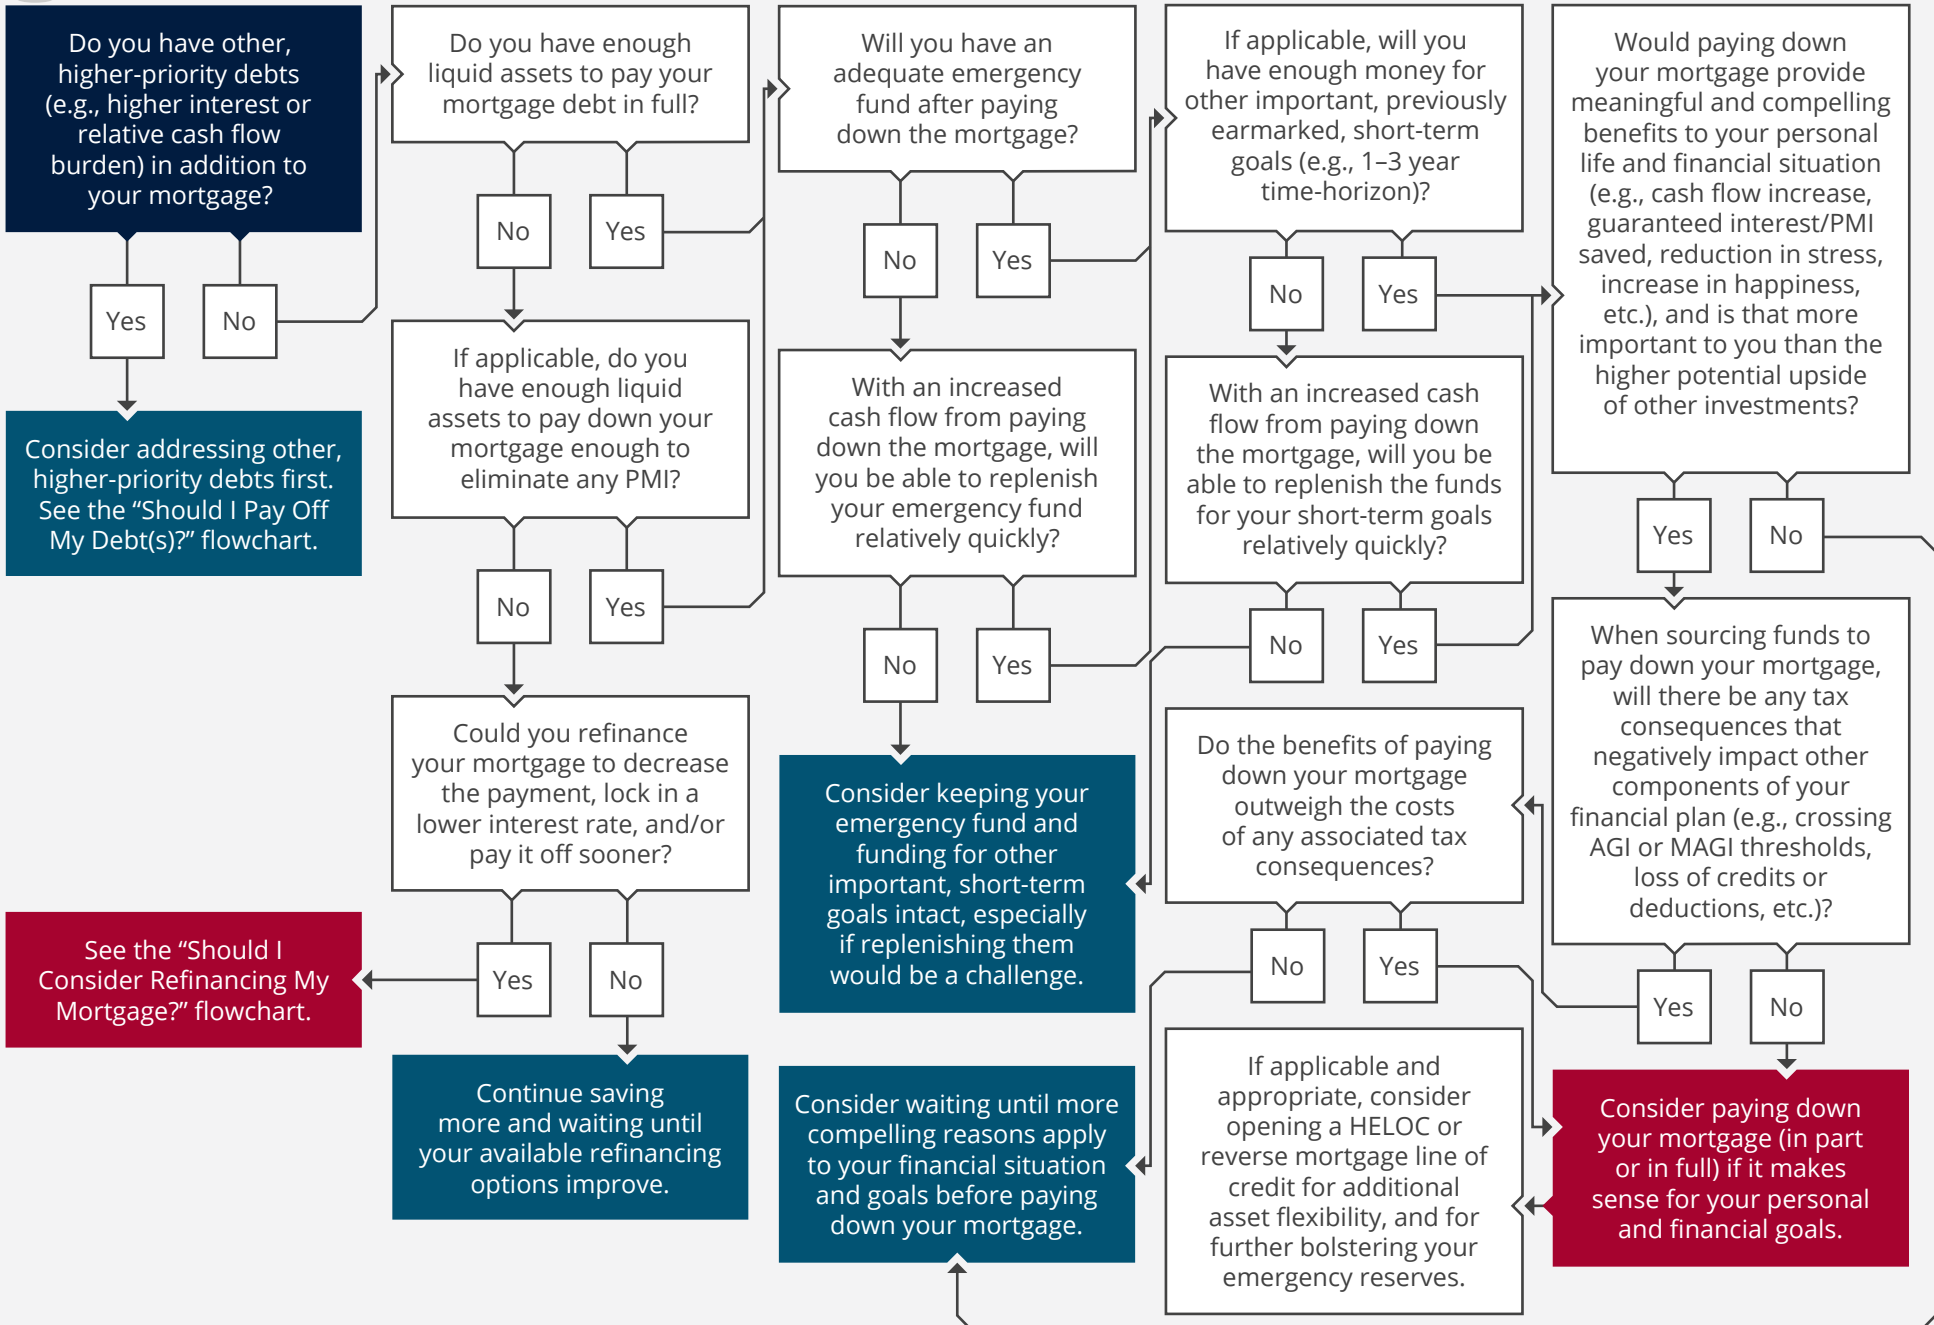 Do you have other,
higher-priority debts
(e.g., higher interest or
relative cash flow
burden) in addition to
your mortgage?
Yes
No
Consider addressing other,
higher-priority debts first.
See the “Should I Pay Off
My Debt(s)?” flowchart.
See the “Should I
Consider Refinancing My
Mortgage?” flowchart.
Do you have enough
liquid assets to pay your
mortgage debt in full?
No
Yes
If applicable, do you
have enough liquid
assets to pay down your
mortgage enough to
eliminate any PMI?
No
Yes
Could you refinance
your mortgage to decrease
the payment, lock in a
lower interest rate, and/or
pay it off sooner?
Yes
No
Continue saving
more and waiting until
your available refinancing
options improve.
Will you have an
adequate emergency
fund after paying
down the mortgage?
No
Yes
With an increased
cash flow from paying
down the mortgage, will
you be able to replenish
your emergency fund
relatively quickly?
No
Yes
Consider keeping your
emergency fund and
funding for other
important, short-term
goals intact, especially
if replenishing them
would be a challenge.
Consider waiting until more
compelling reasons apply
to your financial situation
and goals before paying
down your mortgage.
If applicable, will you
have enough money for
other important, previously
earmarked, short-term
goals (e.g., 1–3 year
time-horizon)?
No
Yes
With an increased cash
flow from paying down
the mortgage, will you be
able to replenish the funds
for your short-term goals
relatively quickly?
No
Yes
Do the benefits of paying
down your mortgage
outweigh the costs
of any associated tax
consequences?
No
Yes
If applicable and
appropriate, consider
opening a HELOC or
reverse mortgage line of
credit for additional
asset flexibility, and for
further bolstering your
emergency reserves.
Would paying down
your mortgage provide
meaningful and compelling
benefits to your personal
life and financial situation
(e.g., cash flow increase,
guaranteed interest/PMI
saved, reduction in stress,
increase in happiness,
etc.), and is that more
important to you than the
higher potential upside
of other investments?
Yes
No
When sourcing funds to
pay down your mortgage,
will there be any tax
consequences that
negatively impact other
components of your
financial plan (e.g., crossing
AGI or MAGI thresholds,
loss of credits or
deductions, etc.)?
Yes
No
Consider paying down
your mortgage (in part
or in full) if it makes
sense for your personal
and financial goals.